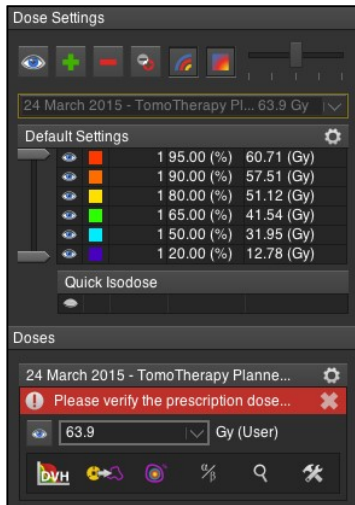 Dose Settings
24 March 2015 - TomoTherapy Pl... 63.9 Gy
Default Settings
1 95.00 (%) 60.71 (Gy)
1 90.00 (%) 57.51 (Gy)
1 80.00 (%) 51.12 (Gy)
1 65.00 (%) 41.54 (Gy)
1 50.00 (%) 31.95 (Gy)
1 20.00 (%) 12.78 (Gy)
Quick Isodose
Doses
24 March 2015 - TomoTherapy Planne...
Please verify the prescription dose...
63.9 Gy (User)
DVH α/β